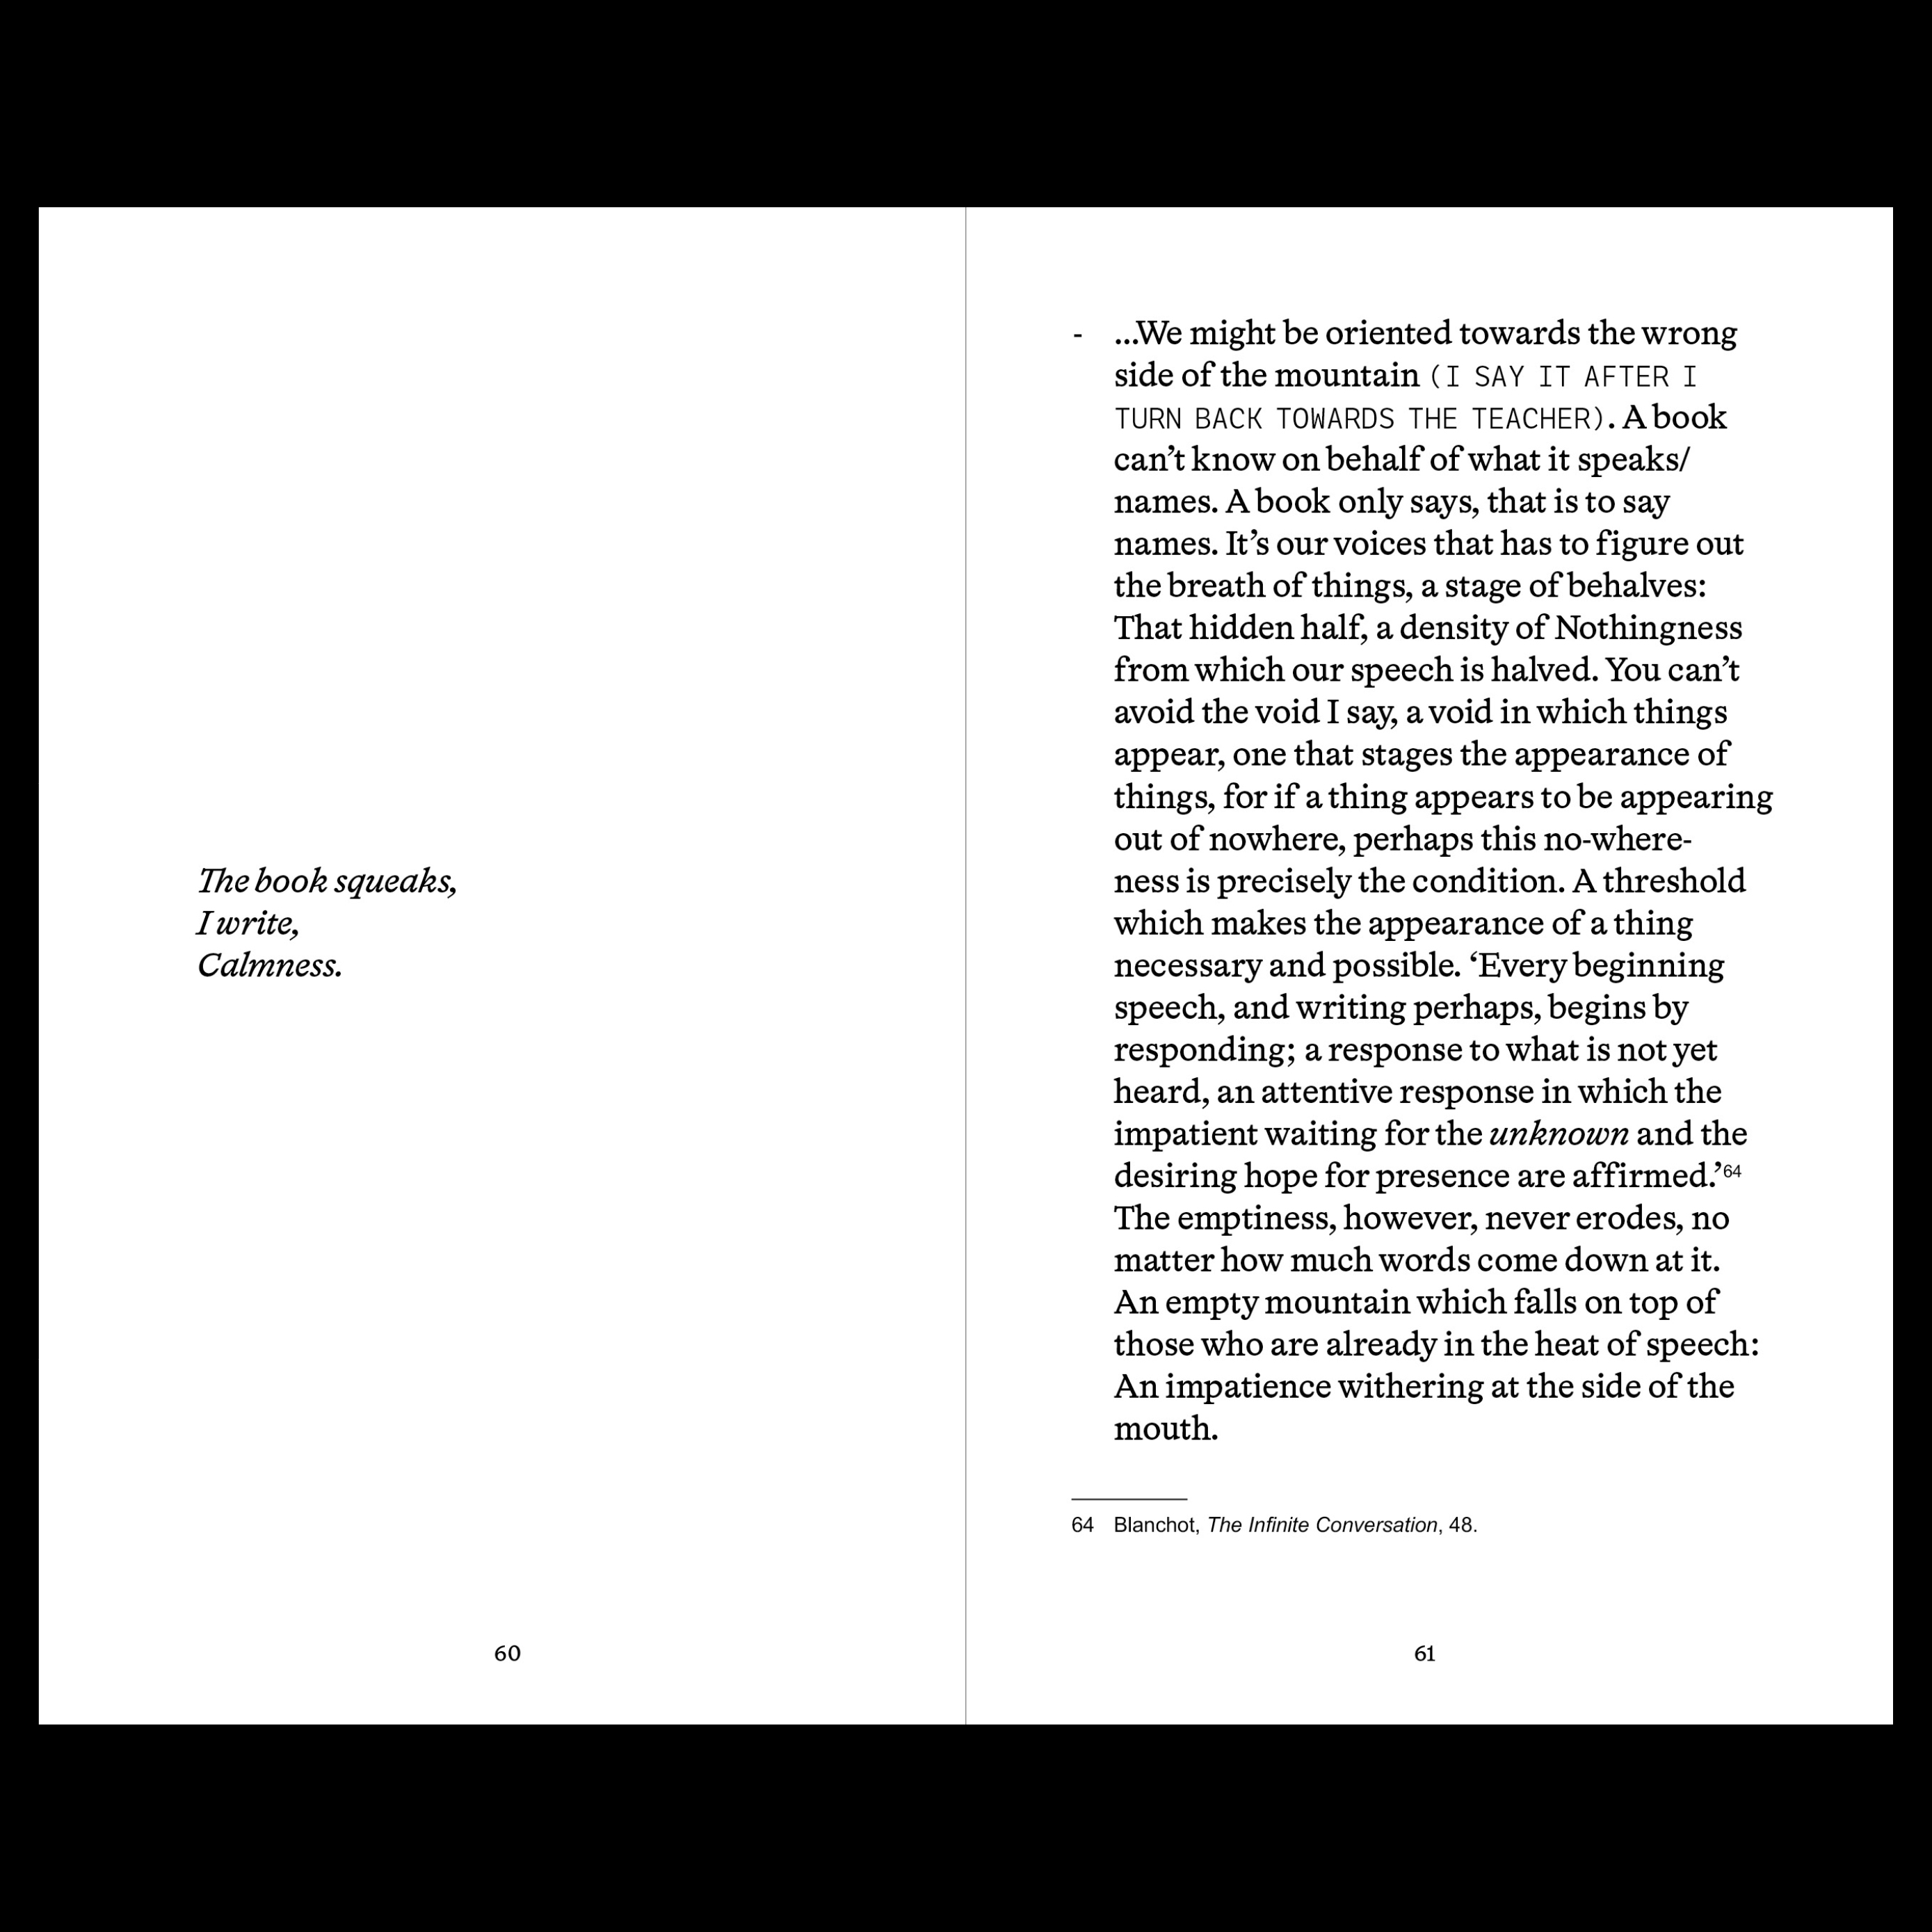 The book squeaks,
I write,
Calmness.
60
- ...We might be oriented towards the wrong
side of the mountain (I SAY IT AFTER I
TURN BACK TOWARDS THE TEACHER). A book
can’t know on behalf of what it speaks/
names. A book only says, that is to say
names. It’s our voices that has to figure out
the breath of things, a stage of behalves:
That hidden half, a density of Nothingness
from which our speech is halved. You can’t
avoid the void I say, a void in which things
appear, one that stages the appearance of
things, for if a thing appears to be appearing
out of nowhere, perhaps this no-where-
ness is precisely the condition. A threshold
which makes the appearance of a thing
necessary and possible. ‘Every beginning
speech, and writing perhaps, begins by
responding; a response to what is not yet
heard, an attentive response in which the
impatient waiting for the unknown and the
desiring hope for presence are affirmed.’64
The emptiness, however, never erodes, no
matter how much words come down at it.
An empty mountain which falls on top of
those who are already in the heat of speech:
An impatience withering at the side of the
mouth.
64 Blanchot, The Infinite Conversation, 48.
61